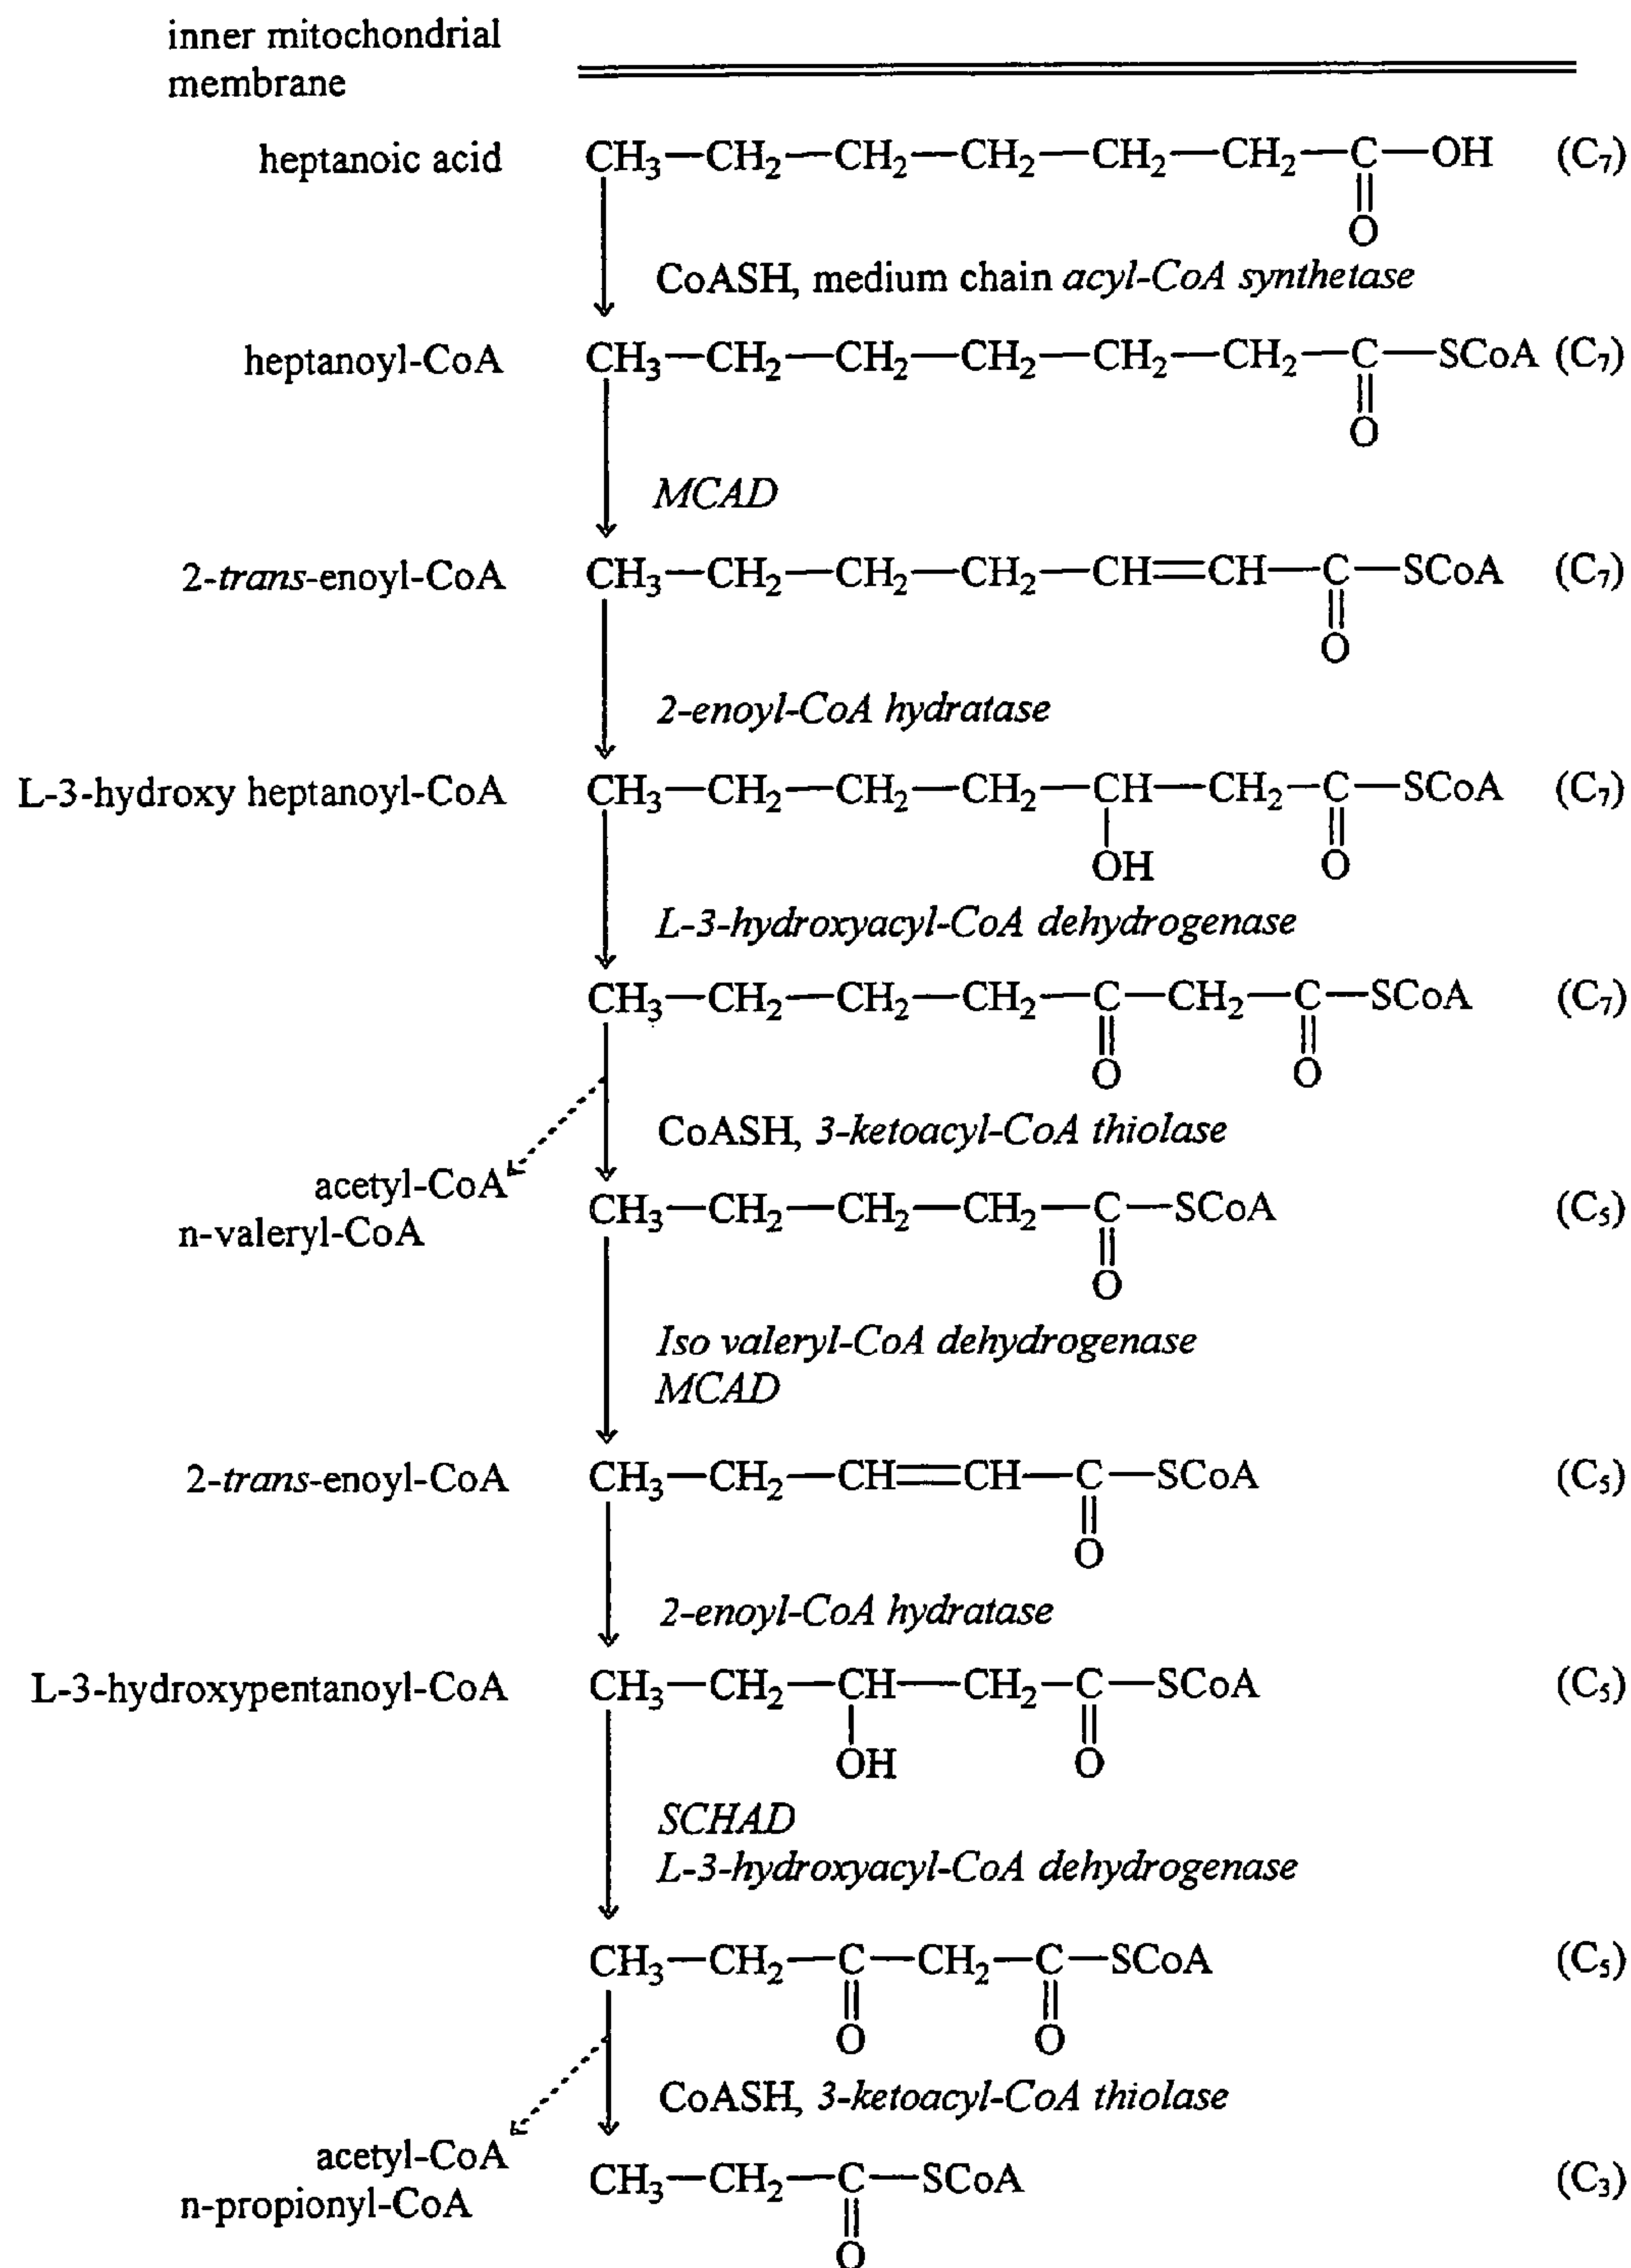 inner mitochondrial
membrane
heptanoic acid CH₃—CH₂—CH₂—CH₂—CH₂—CH₂—C—OH (C₇)
O
CoASH, medium chain acyl-CoA synthetase
heptanoyl-CoA CH₃—CH₂—CH₂—CH₂—CH₂—CH₂—C—SCoA (C₇)
O
MCAD
2-trans-enoyl-CoA CH₃—CH₂—CH₂—CH₂—CH=CH—C—SCoA (C₇)
O
2-enoyl-CoA hydratase
L-3-hydroxy heptanoyl-CoA CH₃—CH₂—CH₂—CH₂—CH—CH₂—C—SCoA (C₇)
OH O
L-3-hydroxyacyl-CoA dehydrogenase
CH₃—CH₂—CH₂—CH₂—C—CH₂—C—SCoA (C₇)
O O
CoASH, 3-ketoacyl-CoA thiolase
acetyl-CoA
n-valeryl-CoA CH₃—CH₂—CH₂—CH₂—C—SCoA (C₅)
O
Iso valeryl-CoA dehydrogenase
MCAD
2-trans-enoyl-CoA CH₃—CH₂—CH=CH—C—SCoA (C₅)
O
2-enoyl-CoA hydratase
L-3-hydroxypentanoyl-CoA CH₃—CH₂—CH—CH₂—C—SCoA (C₅)
OH O
SCHAD
L-3-hydroxyacyl-CoA dehydrogenase
CH₃—CH₂—C—CH₂—C—SCoA (C₅)
O O
CoASH, 3-ketoacyl-CoA thiolase
acetyl-CoA
n-propionyl-CoA CH₃—CH₂—C—SCoA (C₃)
O